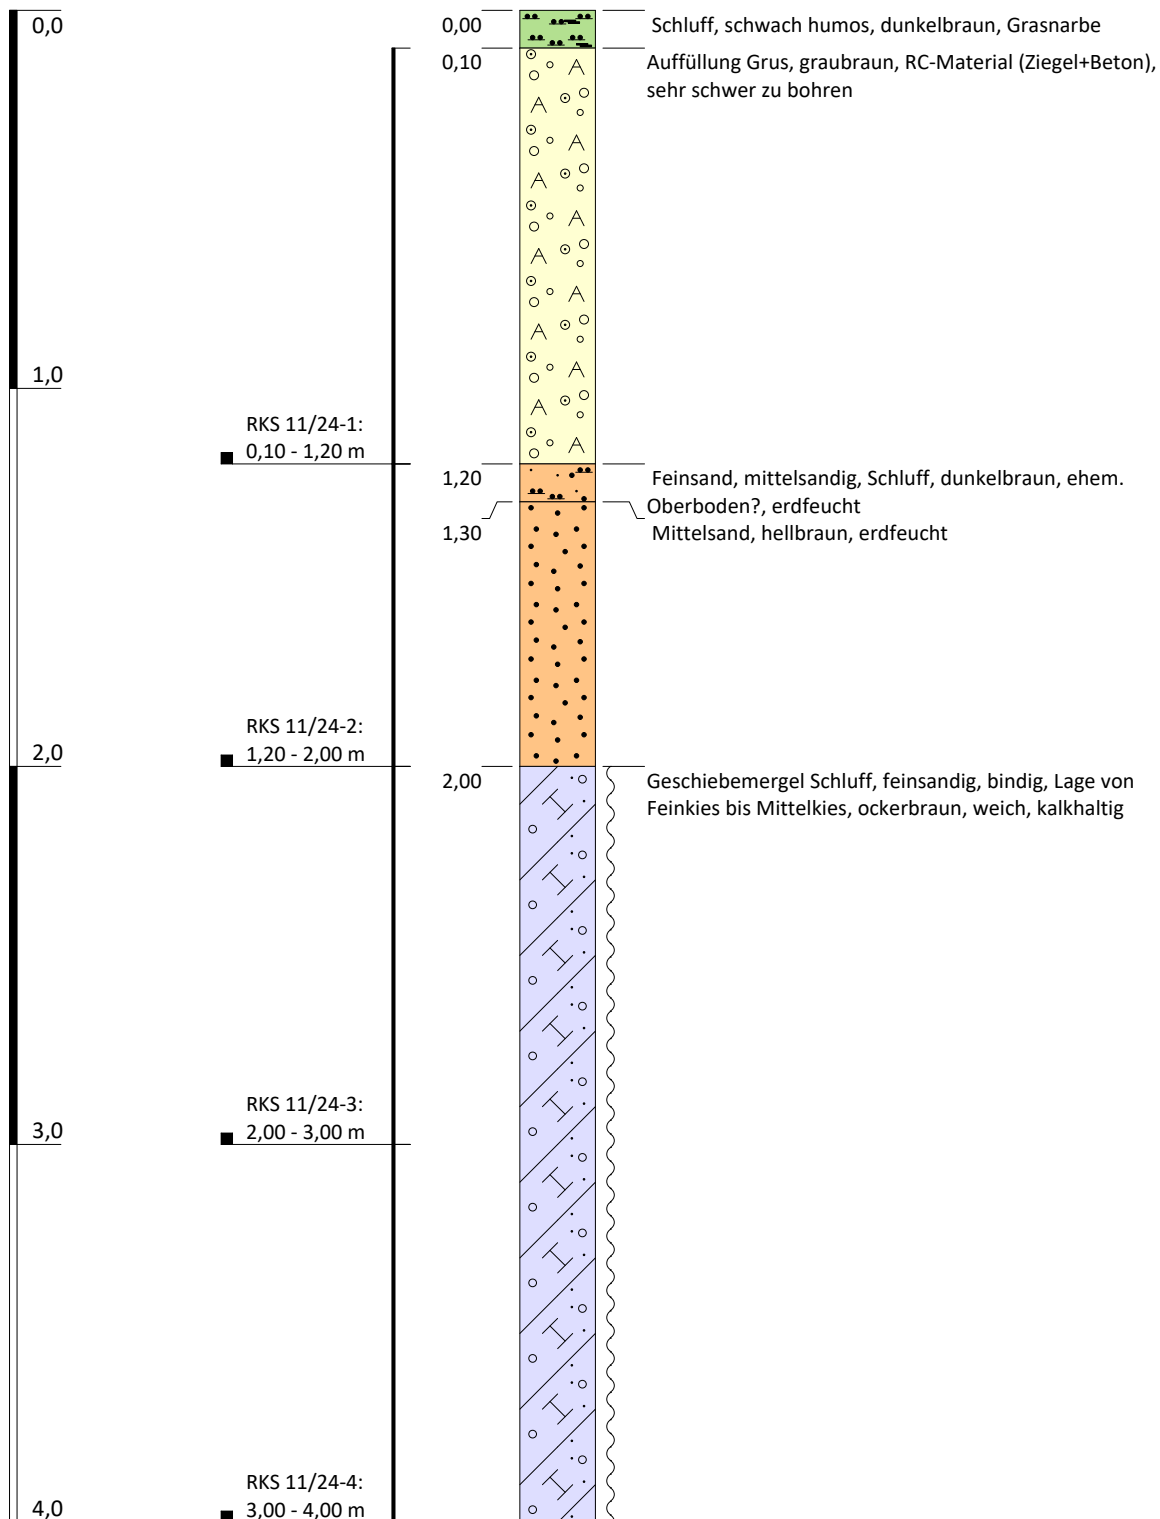 0,0
0,00
Schluff, schwach humos, dunkelbraun, Grasnarbe
0,10
Auffüllung Grus, graubraun, RC-Material (Ziegel+Beton),
sehr schwer zu bohren
1,0
RKS 11/24-1:
0,10 - 1,20 m
1,20
Feinsand, mittelsandig, Schluff, dunkelbraun, ehem.
Oberboden?, erdfeucht
1,30
Mittelsand, hellbraun, erdfeucht
RKS 11/24-2:
1,20 - 2,00 m
2,0
2,00
Geschiebemergel Schluff, feinsandig, bindig, Lage von
Feinkies bis Mittelkies, ockerbraun, weich, kalkhaltig
RKS 11/24-3:
2,00 - 3,00 m
3,0
RKS 11/24-4:
3,00 - 4,00 m
4,0